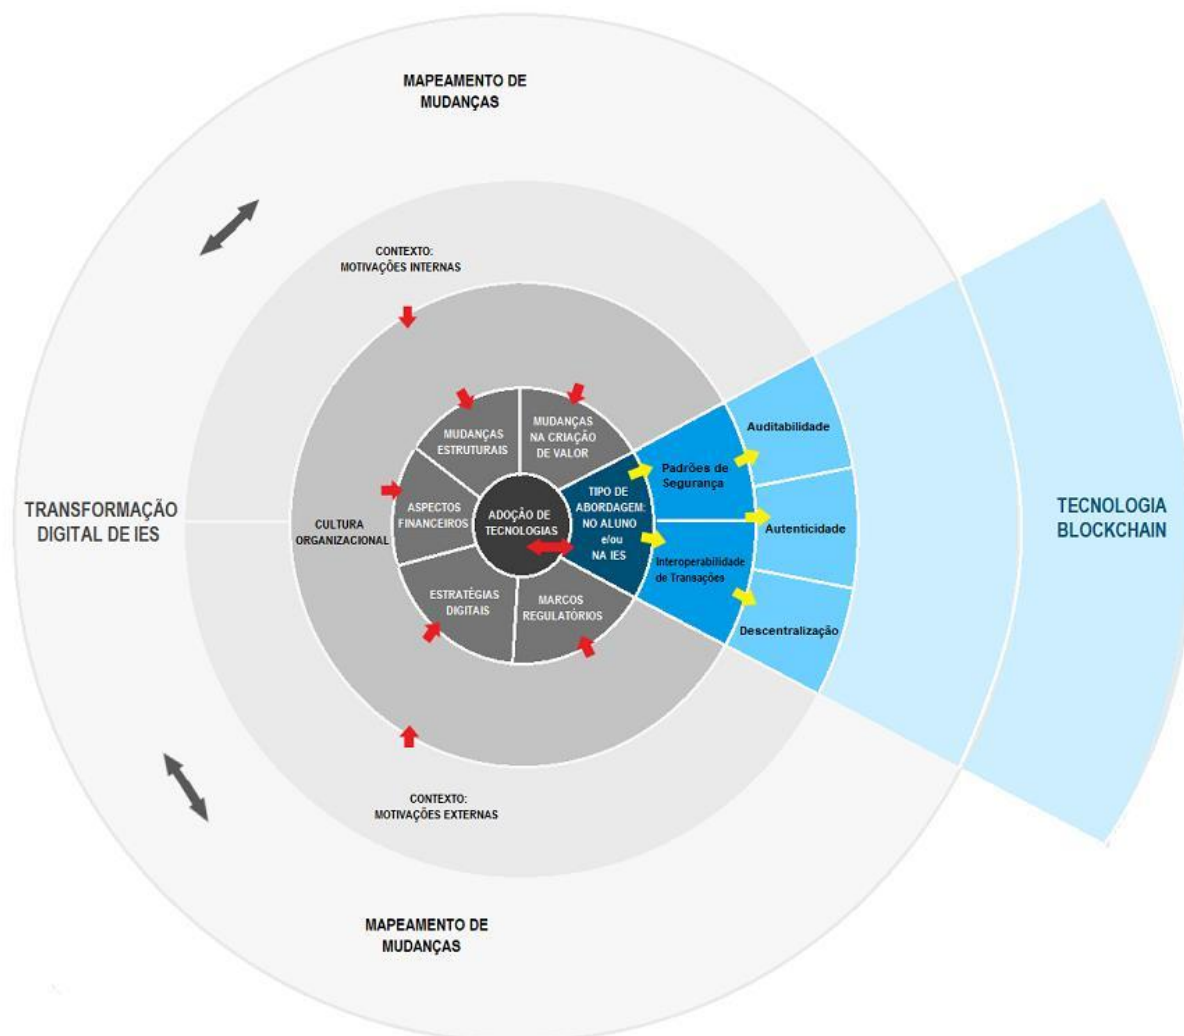 MAPEAMENTO DE
MUDANÇAS
CONTEXTO:
MOTIVAÇÕES INTERNAS
MUDANÇAS
ESTRUTURAIS
MUDANÇAS
NA CRIAÇÃO
DE VALOR
Auditabilidade
Padrões de
Segurança
TRANSFORMAÇÃO
DIGITAL DE IES
CULTURA
ORGANIZACIONAL
ASPECTOS
FINANCEIROS
ADOÇÃO DE
TECNOLOGIAS
TIPO DE
ABORDAGEM:
NO ALUNO
e/ou
NA IES
Autenticidade
TECNOLOGIA
BLOCKCHAIN
Interoperabilidade
de Transações
ESTRATÉGIAS
DIGITAIS
MARCOS
REGULATÓRIOS
Descentralização
CONTEXTO:
MOTIVAÇÕES EXTERNAS
MAPEAMENTO DE
MUDANÇAS